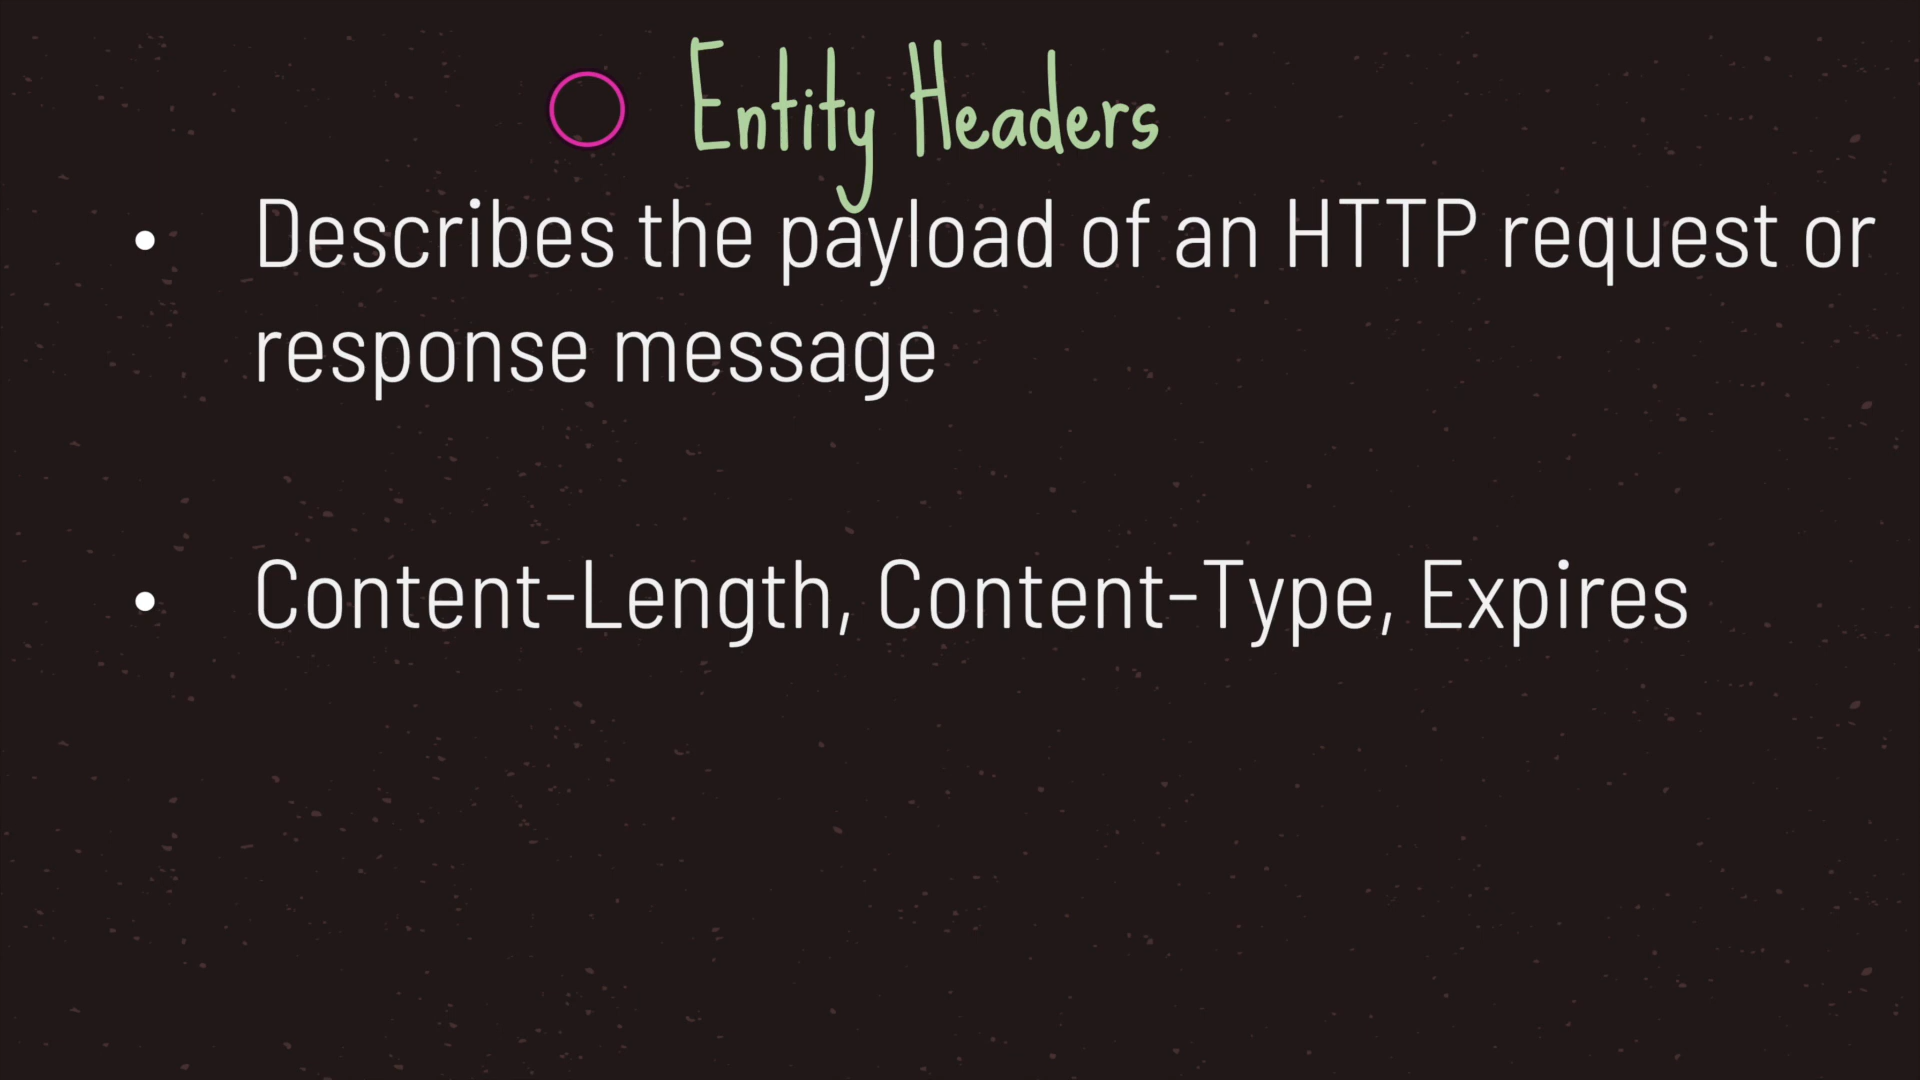 Entity Headers
• Describes the payload of an HTTP request or
response message
• Content-Length, Content-Type, Expires